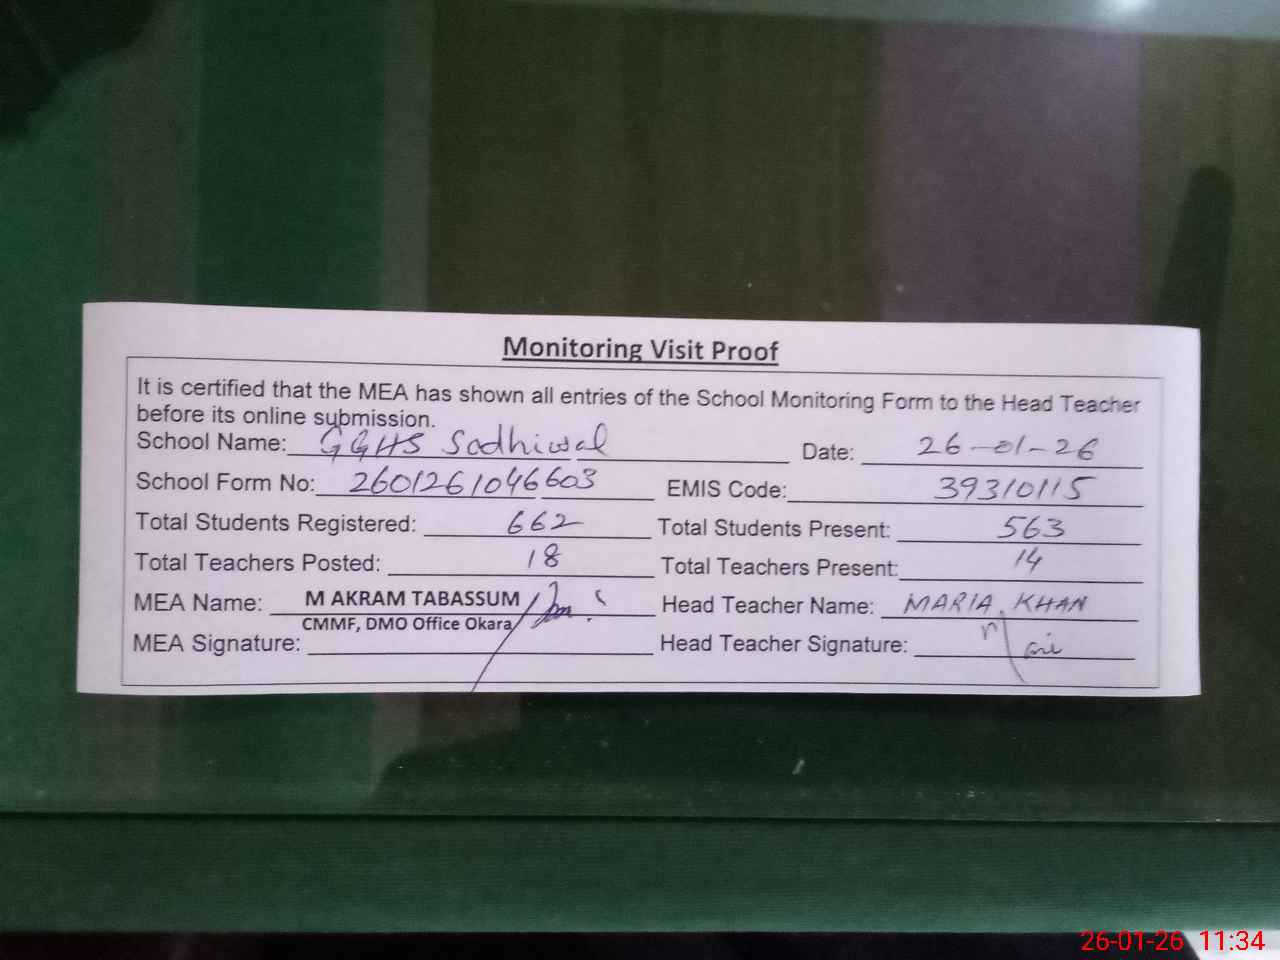 Monitoring Visit Proof
It is certified that the MEA has shown all entries of the School Monitoring Form to the Head Teacher
before its online submission.
School Name: GGHS Sadhiwal Date: 26-01-26
School Form No: 2601261046603 EMIS Code: 39310115
Total Students Registered: 662 Total Students Present: 563
Total Teachers Posted: 18 Total Teachers Present: 14
MEA Name: M AKRAM TABASSUM Head Teacher Name: MARIA KHAN
CMMF, DMO Office Okara
MEA Signature: Head Teacher Signature:
26-01-26 11:34